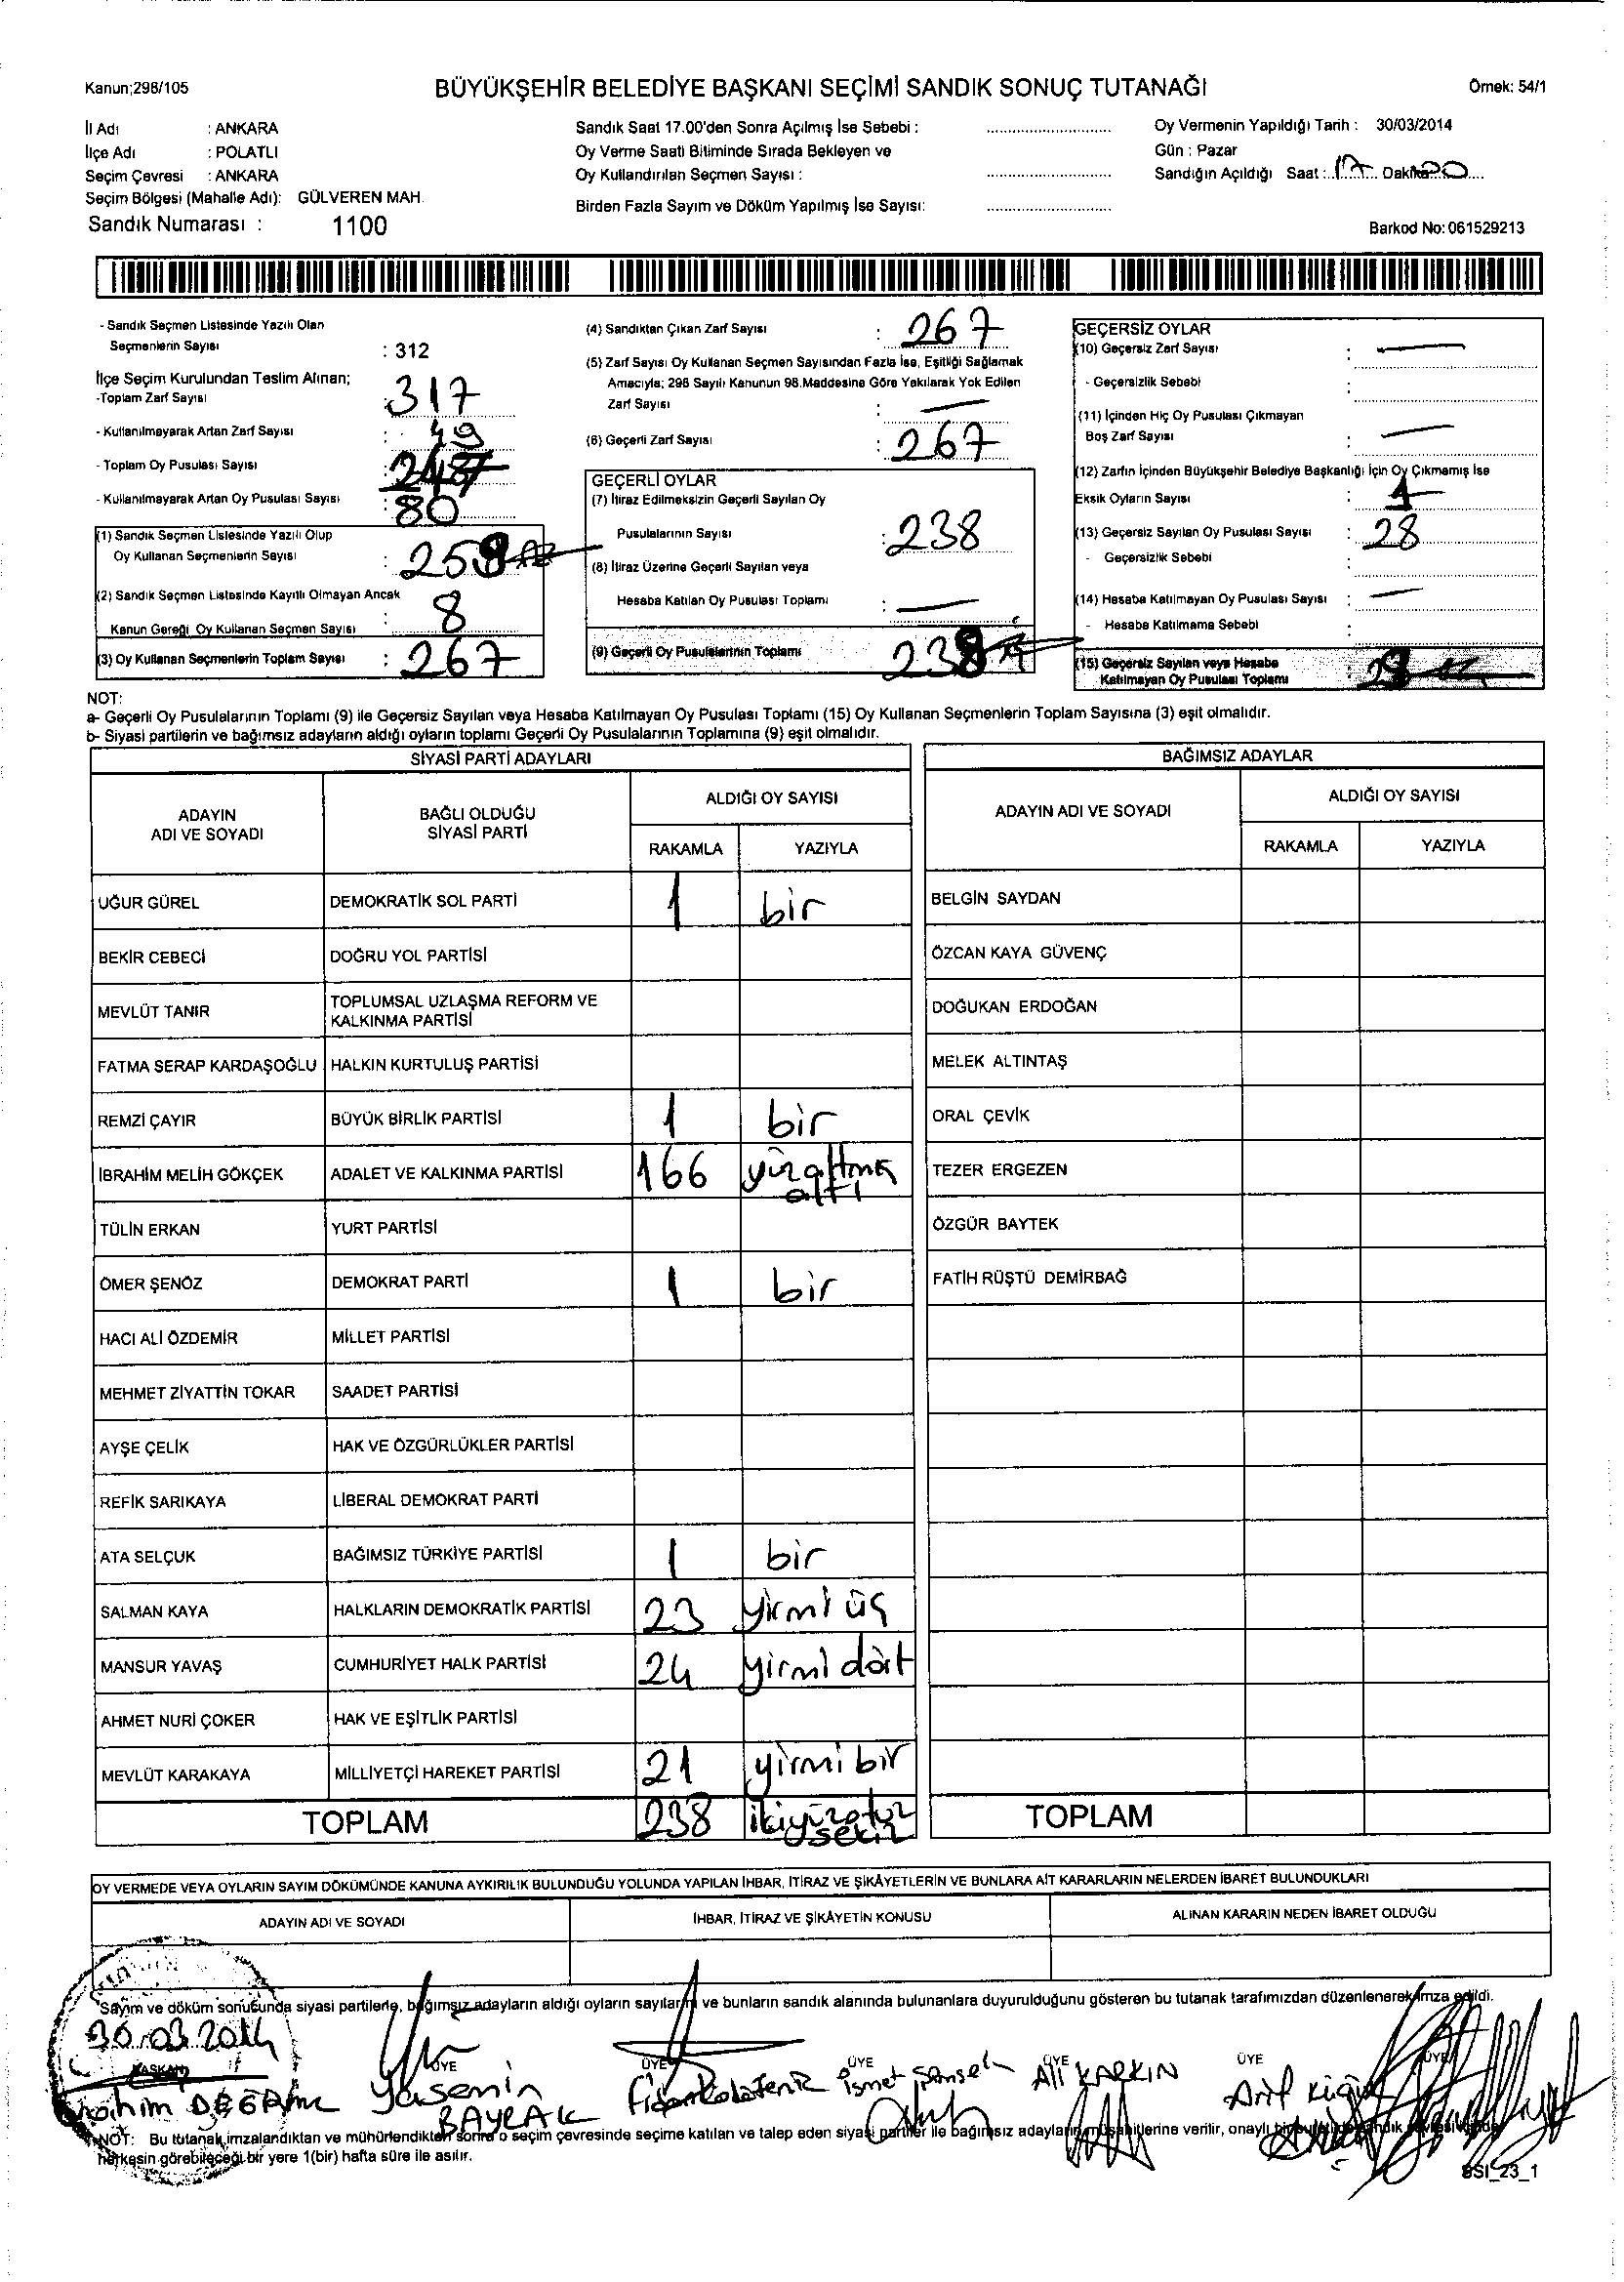 Kanun;298/105
BÜYÜKŞEHİR BELEDİYE BAŞKANI SEÇİMİ SANDIK SONUÇ TUTANAĞI
Örnek: 54/1
İl Adı : ANKARA
İlçe Adı : POLATLI
Seçim Çevresi : ANKARA
Seçim Bölgesi (Mahalle Adı): GÜLVEREN MAH.
Sandık Numarası : 1100
Sandık Saat 17.00'den Sonra Açılmış İse Sebebi :
Oy Verme Saati Bitiminde Sırada Bekleyen ve
Oy Kullandırılan Seçmen Sayısı :
Birden Fazla Sayım ve Döküm Yapılmış İse Sayısı:
Oy Vermenin Yapıldığı Tarih : 30/03/2014
Gün : Pazar
Sandığın Açıldığı Saat : 17 Dakika 20
Barkod No: 061529213
- Sandık Seçmen Listesinde Yazılı Olan
Seçmenlerin Sayısı : 312
İlçe Seçim Kurulundan Teslim Alınan;
-Toplam Zarf Sayısı : 317
- Kullanılmayarak Artan Zarf Sayısı : 49
- Toplam Oy Pusulası Sayısı :
- Kullanılmayarak Artan Oy Pusulası Sayısı : 80
(1) Sandık Seçmen Listesinde Yazılı Olup
Oy Kullanan Seçmenlerin Sayısı : 259
(2) Sandık Seçmen Listesinde Kayıtlı Olmayan Ancak
Kanun Gereği Oy Kullanan Seçmen Sayısı : 8
(3) Oy Kullanan Seçmenlerin Toplam Sayısı : 267
(4) Sandıktan Çıkan Zarf Sayısı : 267
(5) Zarf Sayısı Oy Kullanan Seçmen Sayısından Fazla İse, Eşitliği Sağlamak
Amacıyla; 298 Sayılı Kanunun 98.Maddesine Göre Yakılarak Yok Edilen
Zarf Sayısı : —
(6) Geçerli Zarf Sayısı : 267
GEÇERLİ OYLAR
(7) İtiraz Edilmeksizin Geçerli Sayılan Oy
Pusulalarının Sayısı : 238
(8) İtiraz Üzerine Geçerli Sayılan veya
Hesaba Katılan Oy Pusulası Toplamı : —
(9) Geçerli Oy Pusulalarının Toplamı 238
GEÇERSİZ OYLAR
(10) Geçersiz Zarf Sayısı : —
- Geçersizlik Sebebi :
(11) İçinden Hiç Oy Pusulası Çıkmayan
Boş Zarf Sayısı : —
(12) Zarfın İçinden Büyükşehir Belediye Başkanlığı İçin Oy Çıkmamış İse
Eksik Oyların Sayısı : 1
(13) Geçersiz Sayılan Oy Pusulası Sayısı : 28
- Geçersizlik Sebebi
(14) Hesaba Katılmayan Oy Pusulası Sayısı : —
- Hesaba Katılmama Sebebi :
(15) Geçersiz Sayılan veya Hesaba
Katılmayan Oy Pusulası Toplamı 29
NOT:
a- Geçerli Oy Pusulalarının Toplamı (9) ile Geçersiz Sayılan veya Hesaba Katılmayan Oy Pusulası Toplamı (15) Oy Kullanan Seçmenlerin Toplam Sayısına (3) eşit olmalıdır.
b- Siyasi partilerin ve bağımsız adayların aldığı oyların toplamı Geçerli Oy Pusulalarının Toplamına (9) eşit olmalıdır.
SİYASİ PARTİ ADAYLARI
ADAYIN
ADI VE SOYADI
BAĞLI OLDUĞU
SİYASİ PARTİ
ALDIĞI OY SAYISI
RAKAMLA YAZIYLA
UĞUR GÜREL DEMOKRATİK SOL PARTİ 1 bir
BEKİR CEBECİ DOĞRU YOL PARTİSİ
MEVLÜT TANIR TOPLUMSAL UZLAŞMA REFORM VE
KALKINMA PARTİSİ
FATMA SERAP KARDAŞOĞLU HALKIN KURTULUŞ PARTİSİ
REMZİ ÇAYIR BÜYÜK BİRLİK PARTİSİ 1 bir
İBRAHİM MELİH GÖKÇEK ADALET VE KALKINMA PARTİSİ 166 yüzaltmış
altı
TÜLİN ERKAN YURT PARTİSİ
ÖMER ŞENÖZ DEMOKRAT PARTİ 1 bir
HACI ALİ ÖZDEMİR MİLLET PARTİSİ
MEHMET ZİYATTİN TOKAR SAADET PARTİSİ
AYŞE ÇELİK HAK VE ÖZGÜRLÜKLER PARTİSİ
REFİK SARIKAYA LİBERAL DEMOKRAT PARTİ
ATA SELÇUK BAĞIMSIZ TÜRKİYE PARTİSİ 1 bir
SALMAN KAYA HALKLARIN DEMOKRATİK PARTİSİ 23 yirmi üç
MANSUR YAVAŞ CUMHURİYET HALK PARTİSİ 24 yirmi dört
AHMET NURİ ÇOKER HAK VE EŞİTLİK PARTİSİ
MEVLÜT KARAKAYA MİLLİYETÇİ HAREKET PARTİSİ 21 yirmi bir
TOPLAM 238 ikiyüzotuz
sekiz
BAĞIMSIZ ADAYLAR
ADAYIN ADI VE SOYADI
ALDIĞI OY SAYISI
RAKAMLA YAZIYLA
BELGİN SAYDAN
ÖZCAN KAYA GÜVENÇ
DOĞUKAN ERDOĞAN
MELEK ALTINTAŞ
ORAL ÇEVİK
TEZER ERGEZEN
ÖZGÜR BAYTEK
FATİH RÜŞTÜ DEMİRBAĞ
TOPLAM
OY VERMEDE VEYA OYLARIN SAYIM DÖKÜMÜNDE KANUNA AYKIRILIK BULUNDUĞU YOLUNDA YAPILAN İHBAR, İTİRAZ VE ŞİKÂYETLERİN VE BUNLARA AİT KARARLARIN NELERDEN İBARET BULUNDUKLARI
ADAYIN ADI VE SOYADI İHBAR, İTİRAZ VE ŞİKÂYETİN KONUSU ALINAN KARARIN NEDEN İBARET OLDUĞU
Sayım ve döküm sonucunda siyasi partilerle, bağımsız adayların aldığı oyların sayıların ve bunların sandık alanında bulunanlara duyurulduğunu gösteren bu tutanak tarafımızdan düzenlenerek imza edildi.
30.03.2014
BAŞKAN ÜYE ÜYE ÜYE ÜYE ÜYE ÜYE
Yasemin İsmet Ali KARKIN Arif
BAYRAK
NOT: Bu tutanak imzalandıktan ve mühürlendikten sonra o seçim çevresinde seçime katılan ve talep eden siyasi partiler ile bağımsız adayların müşahitlerine verilir, onaylı
herkesin görebileceği bir yere 1(bir) hafta süre ile asılır.
SSI_23_1